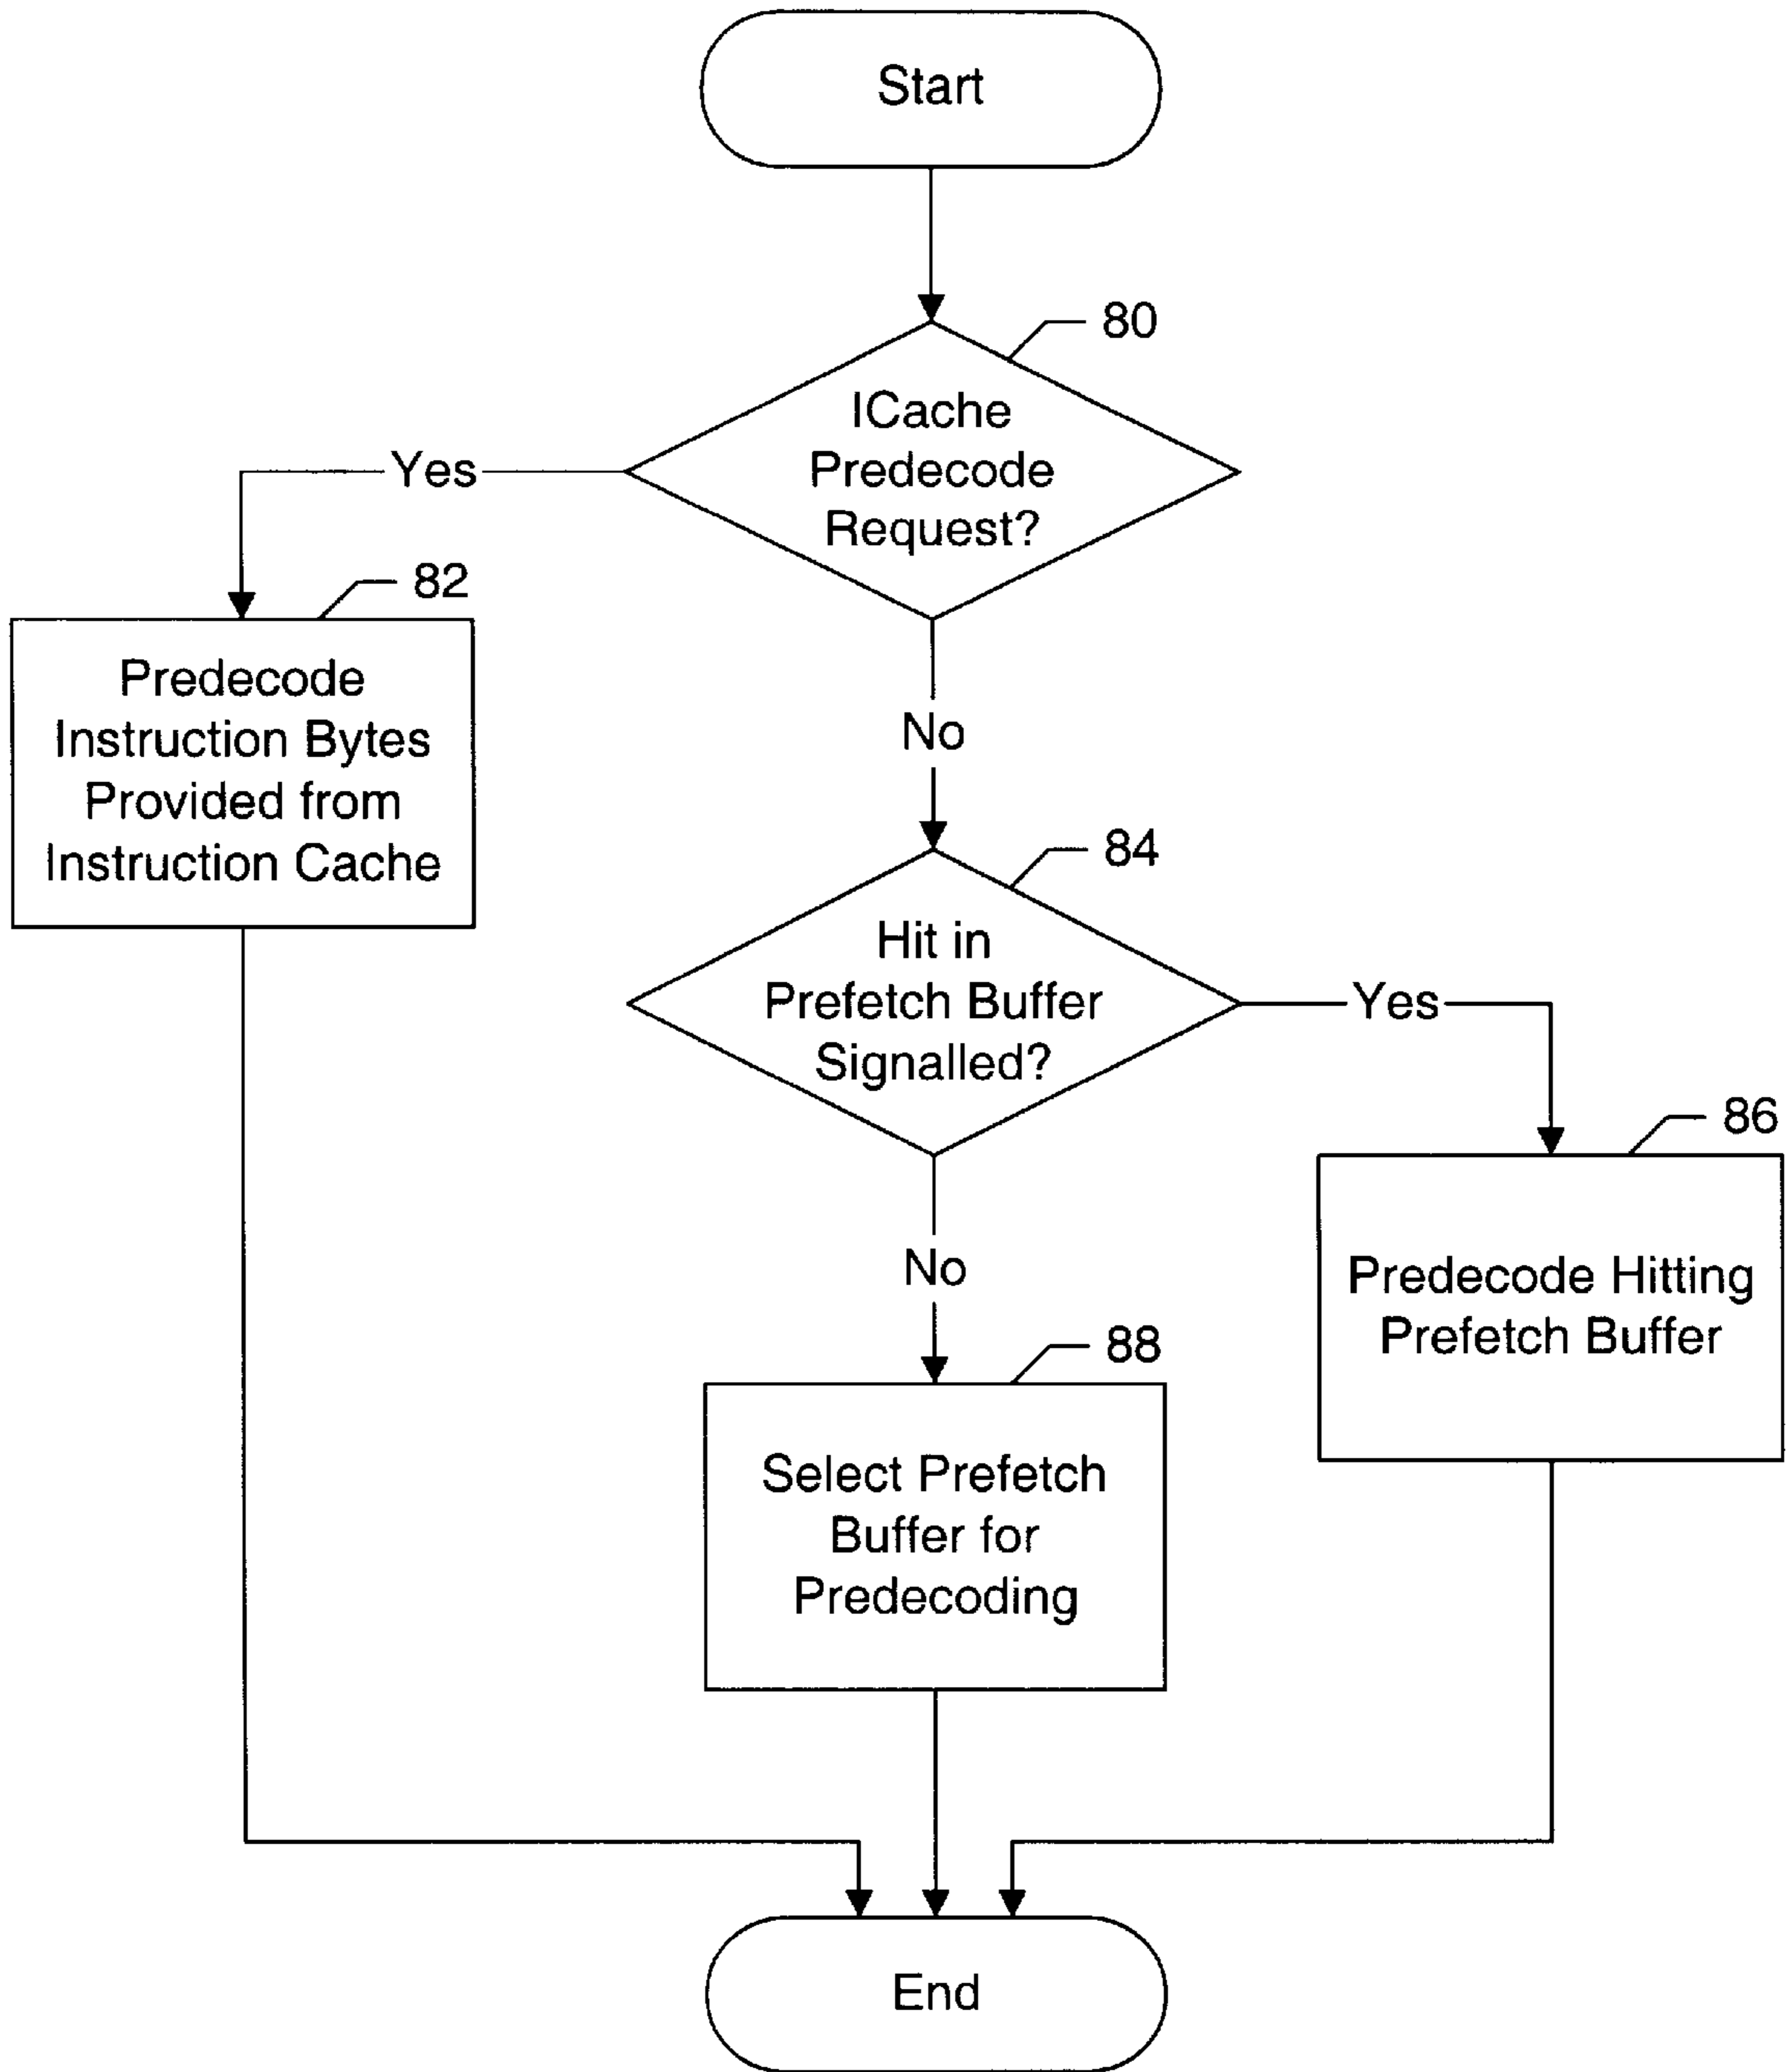 Start
80
ICache
Predecode
Request?
Yes
82
Predecode
Instruction Bytes
Provided from
Instruction Cache
No
84
Hit in
Prefetch Buffer
Signalled?
Yes
86
Predecode Hitting
Prefetch Buffer
No
88
Select Prefetch
Buffer for
Predecoding
End